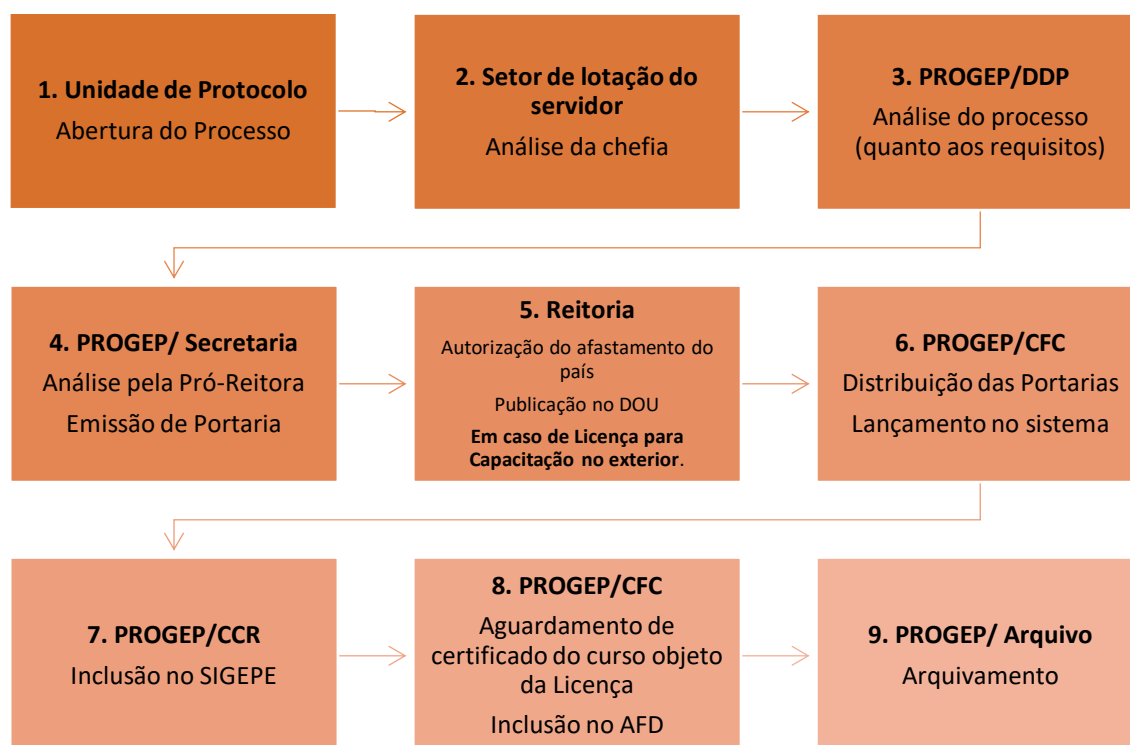 1. Unidade de Protocolo
Abertura do Processo
2. Setor de lotação do
servidor
Análise da chefia
3. PROGEP/DDP
Análise do processo
(quanto aos requisitos)
4. PROGEP/ Secretaria
Análise pela Pró-Reitora
Emissão de Portaria
5. Reitoria
Autorização do afastamento do
país
Publicação no DOU
Em caso de Licença para
Capacitação no exterior.
6. PROGEP/CFC
Distribuição das Portarias
Lançamento no sistema
7. PROGEP/CCR
Inclusão no SIGEPE
8. PROGEP/CFC
Aguardamento de
certificado do curso objeto
da Licença
Inclusão no AFD
9. PROGEP/ Arquivo
Arquivamento